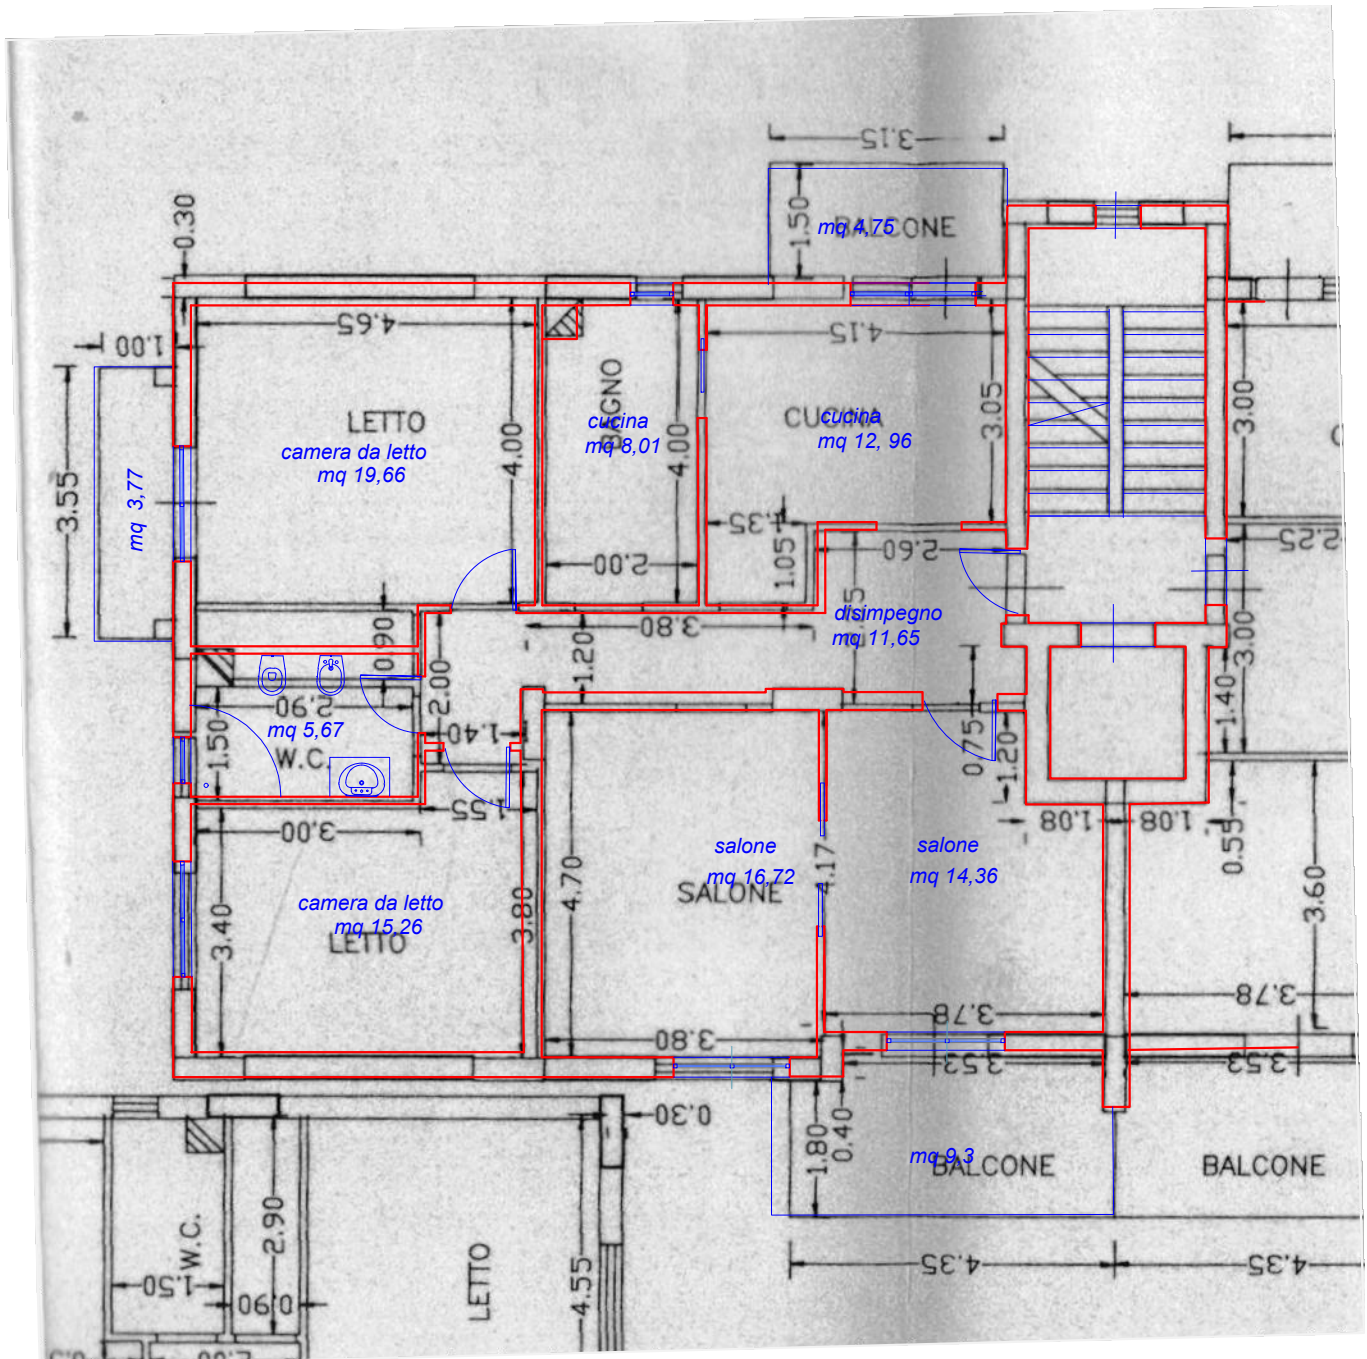 3.15
0.30
1.50
BALCONE
mq 4,75
1.00
4.65
4.15
LETTO
camera da letto
mq 19,66
BAGNO
cucina
mq 8,01
CUCINA
cucina
mq 12, 96
3.05
3.00
4.00
4.00
3.55
mq 3,77
1.35
2.60
2.25
1.05
2.00
disimpegno
mq 11,65
3.80
1.20
0.90
2.00
3.00
1.40
2.90
mq 5,67
1.50
W.C.
1.40
0.75
1.20
1.55
3.00
1.08
1.08
0.55
salone
mq 16,72
SALONE
4.70
4.17
salone
mq 14,36
3.60
camera da letto
mq 15,26
LETTO
3.40
3.80
3.78
3.78
3.80
3.53
3.53
0.30
1.80
0.40
mq 9,3
BALCONE
BALCONE
W.C.
2.90
LETTO
4.55
1.50
0.90
4.35
4.35